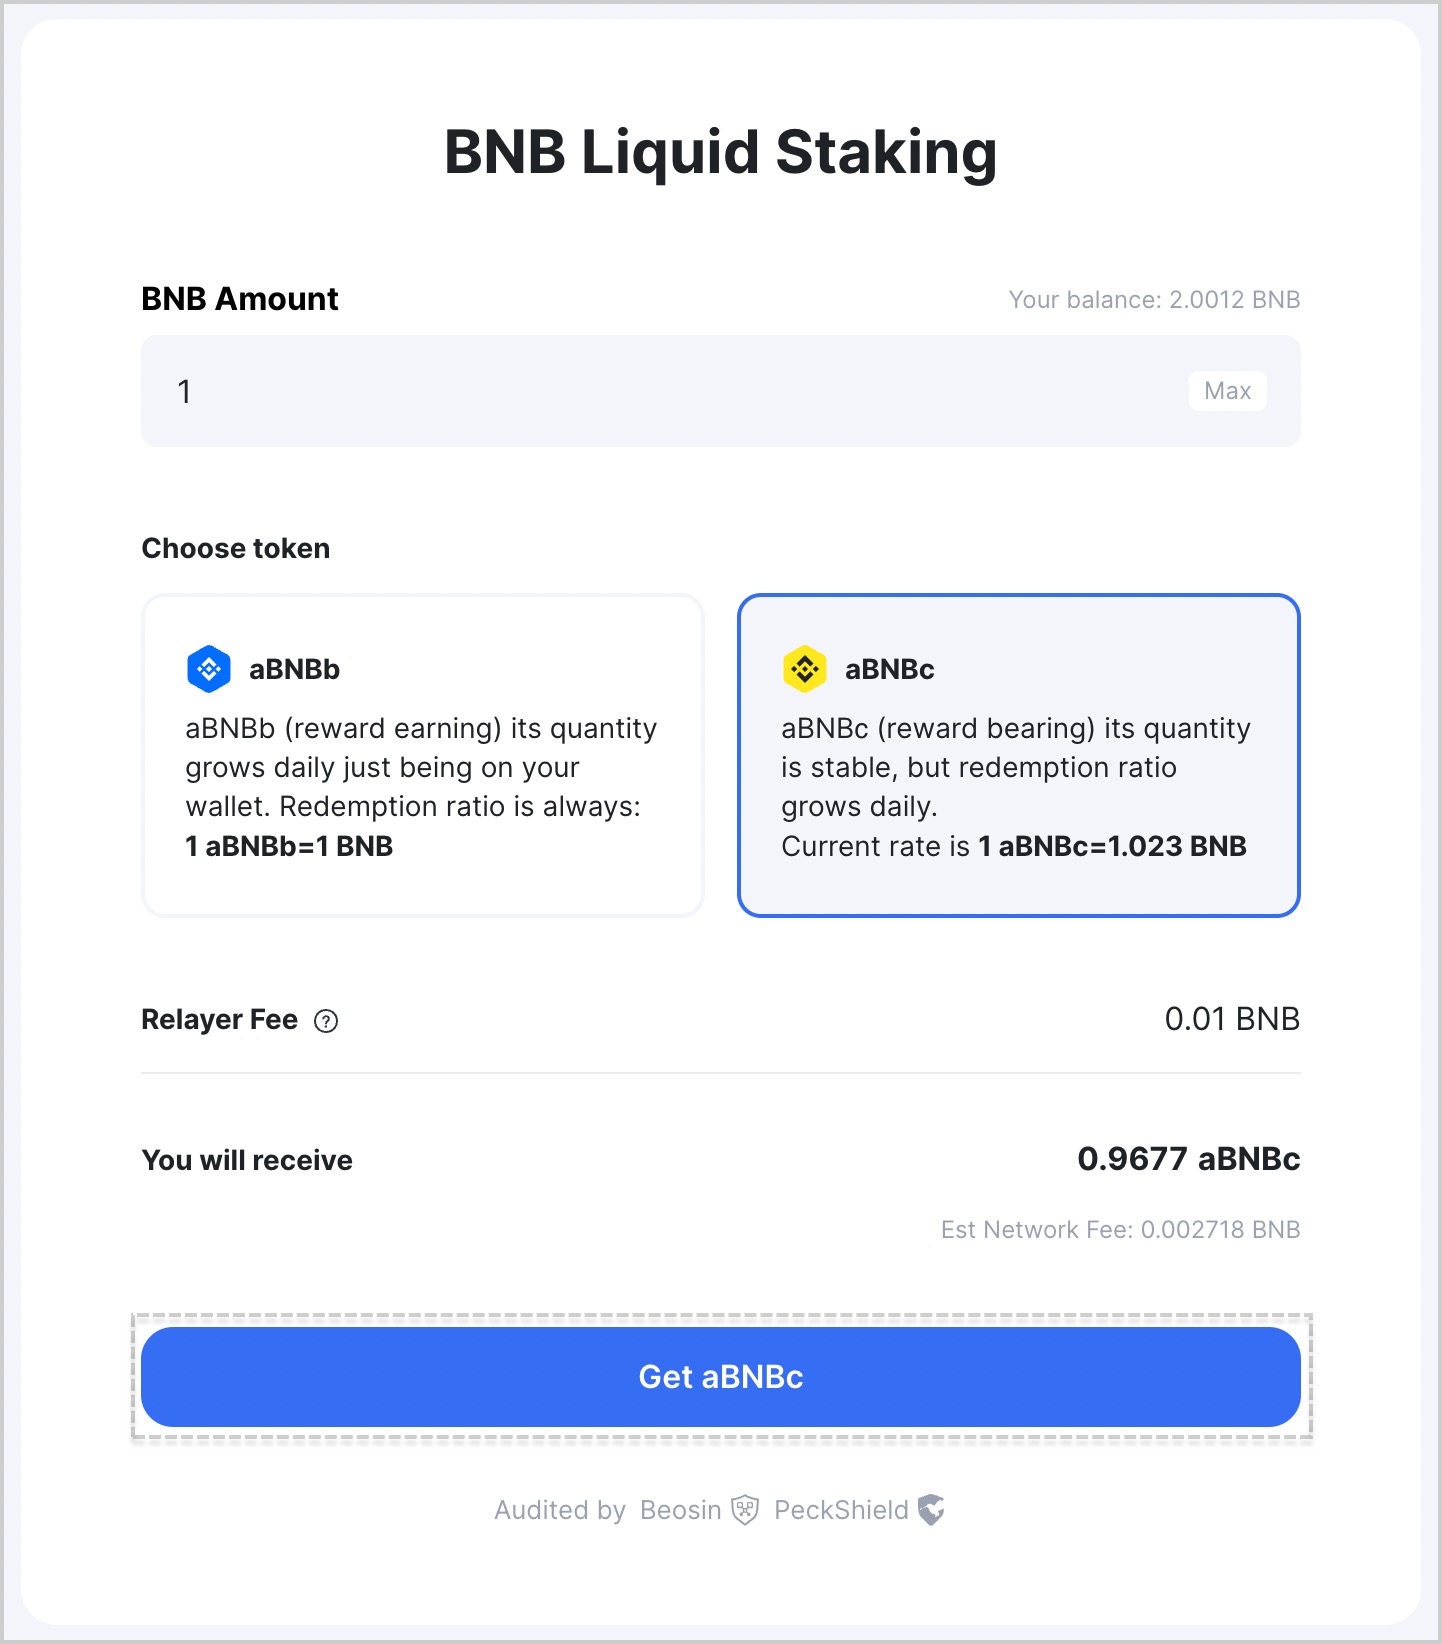 BNB Liquid Staking
BNB Amount
Your balance: 2.0012 BNB
1
Max
Choose token
aBNBb
aBNBb (reward earning) its quantity
grows daily just being on your
wallet. Redemption ratio is always:
1 aBNBb=1 BNB
aBNBc
aBNBc (reward bearing) its quantity
is stable, but redemption ratio
grows daily.
Current rate is 1 aBNBc=1.023 BNB
Relayer Fee ?
0.01 BNB
You will receive
0.9677 aBNBc
Est Network Fee: 0.002718 BNB
Get aBNBc
Audited by Beosin PeckShield